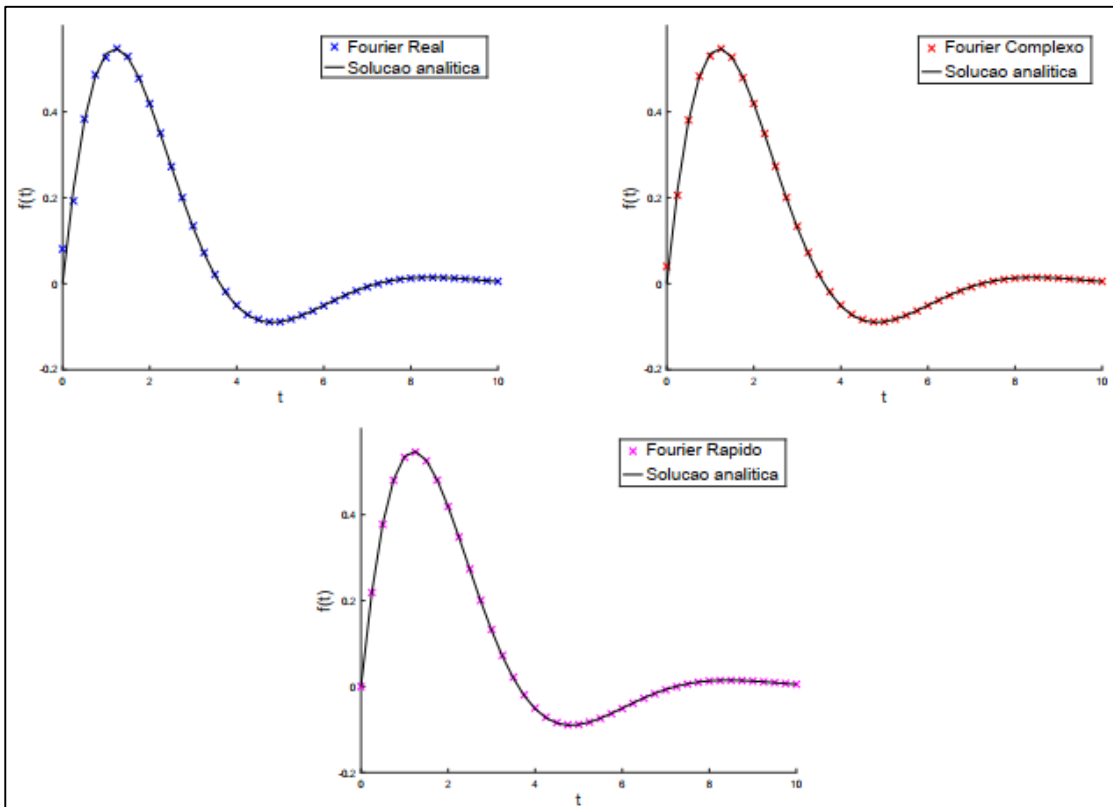 Fourier Real
Solucao analitica
0.4
0.2
0
-0.2
f(t)
0 2 4 6 8 10
t
Fourier Complexo
Solucao analitica
0.4
0.2
0
-0.2
f(t)
0 2 4 6 8 10
t
Fourier Rapido
Solucao analitica
0.4
0.2
0
-0.2
f(t)
0 2 4 6 8 10
t